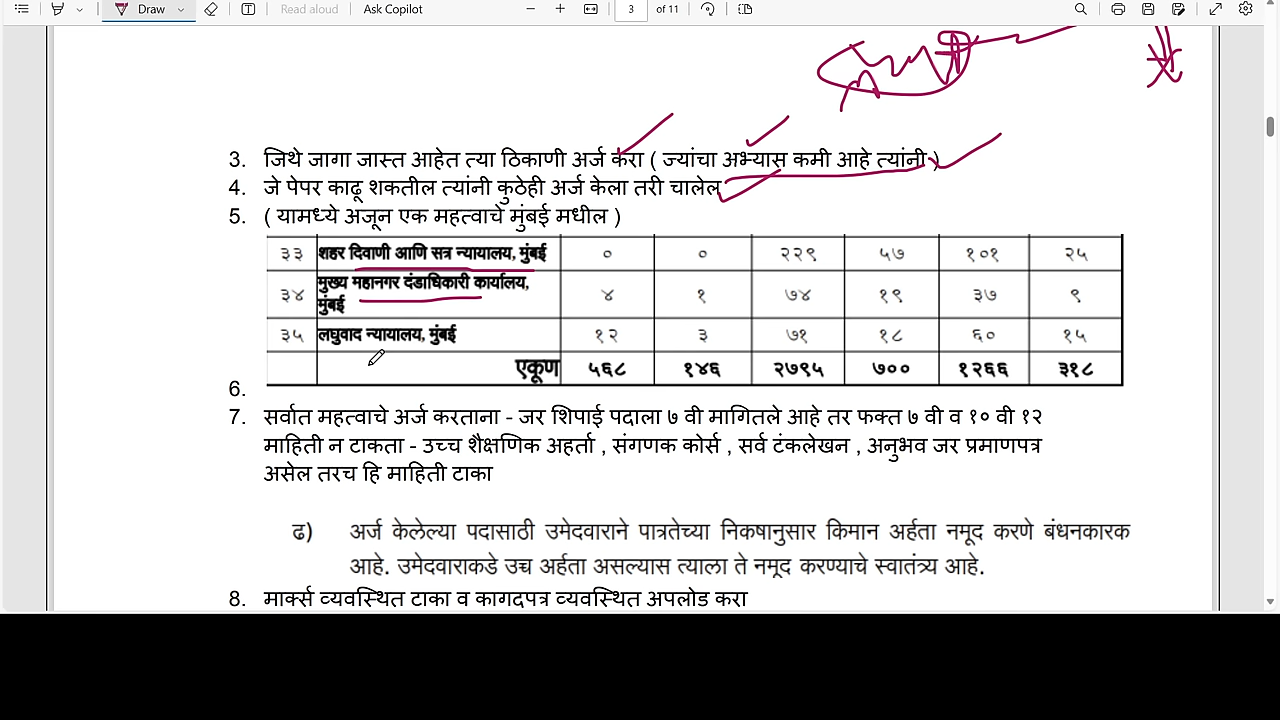 Draw
Read aloud
Ask Copilot
3 of 11
3. जिथे जागा जास्त आहेत त्या ठिकाणी अर्ज करा ( ज्यांचा अभ्यास कमी आहे त्यांनी )
4. जे पेपर काढू शकतील त्यांनी कुठेही अर्ज केला तरी चालेल
5. ( यामध्ये अजून एक महत्वाचे मुंबई मधील )
३३ शहर दिवाणी आणि सत्र न्यायालय, मुंबई ० ० २२९ ५७ १०१ २५
३४ मुख्य महानगर दंडाधिकारी कार्यालय, मुंबई ४ १ ७४ १९ ३७ ९
३५ लघुवाद न्यायालय, मुंबई १२ ३ ७१ १८ ६० १५
एकूण ५६८ १४६ २७९५ ७०० १२६६ ३१८
6.
7. सर्वात महत्वाचे अर्ज करताना - जर शिपाई पदाला ७ वी मागितले आहे तर फक्त ७ वी व १० वी १२
माहिती न टाकता - उच्च शैक्षणिक अहर्ता , संगणक कोर्स , सर्व टंकलेखन , अनुभव जर प्रमाणपत्र
असेल तरच हि माहिती टाका
ढ) अर्ज केलेल्या पदासाठी उमेदवाराने पात्रतेच्या निकषानुसार किमान अर्हता नमूद करणे बंधनकारक
आहे. उमेदवाराकडे उच्च अर्हता असल्यास त्याला ते नमूद करण्याचे स्वातंत्र्य आहे.
8. मार्क्स व्यवस्थित टाका व कागदपत्र व्यवस्थित अपलोड करा